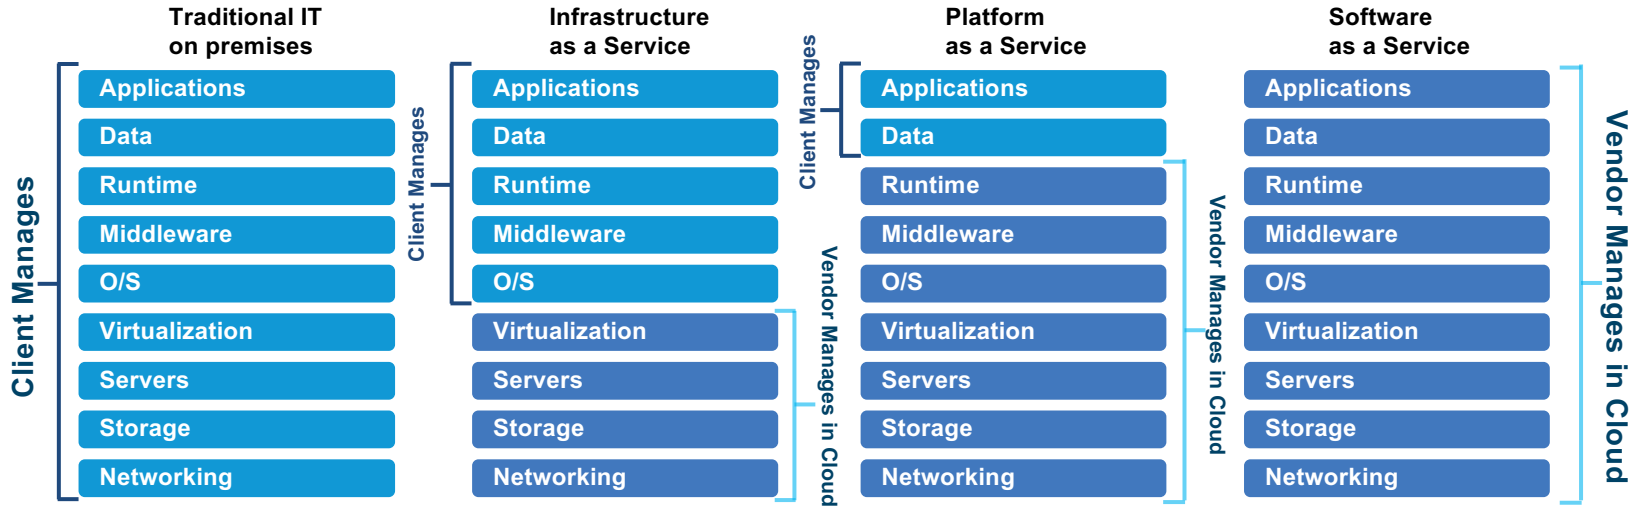 Traditional IT
on premises
Client Manages
Applications
Data
Runtime
Middleware
O/S
Virtualization
Servers
Storage
Networking
Infrastructure
as a Service
Client Manages
Applications
Data
Runtime
Middleware
O/S
Virtualization
Servers
Storage
Networking
Vendor Manages in Cloud
Platform
as a Service
Client Manages
Applications
Data
Runtime
Middleware
O/S
Virtualization
Servers
Storage
Networking
Vendor Manages in Cloud
Software
as a Service
Applications
Data
Runtime
Middleware
O/S
Virtualization
Servers
Storage
Networking
Vendor Manages in Cloud